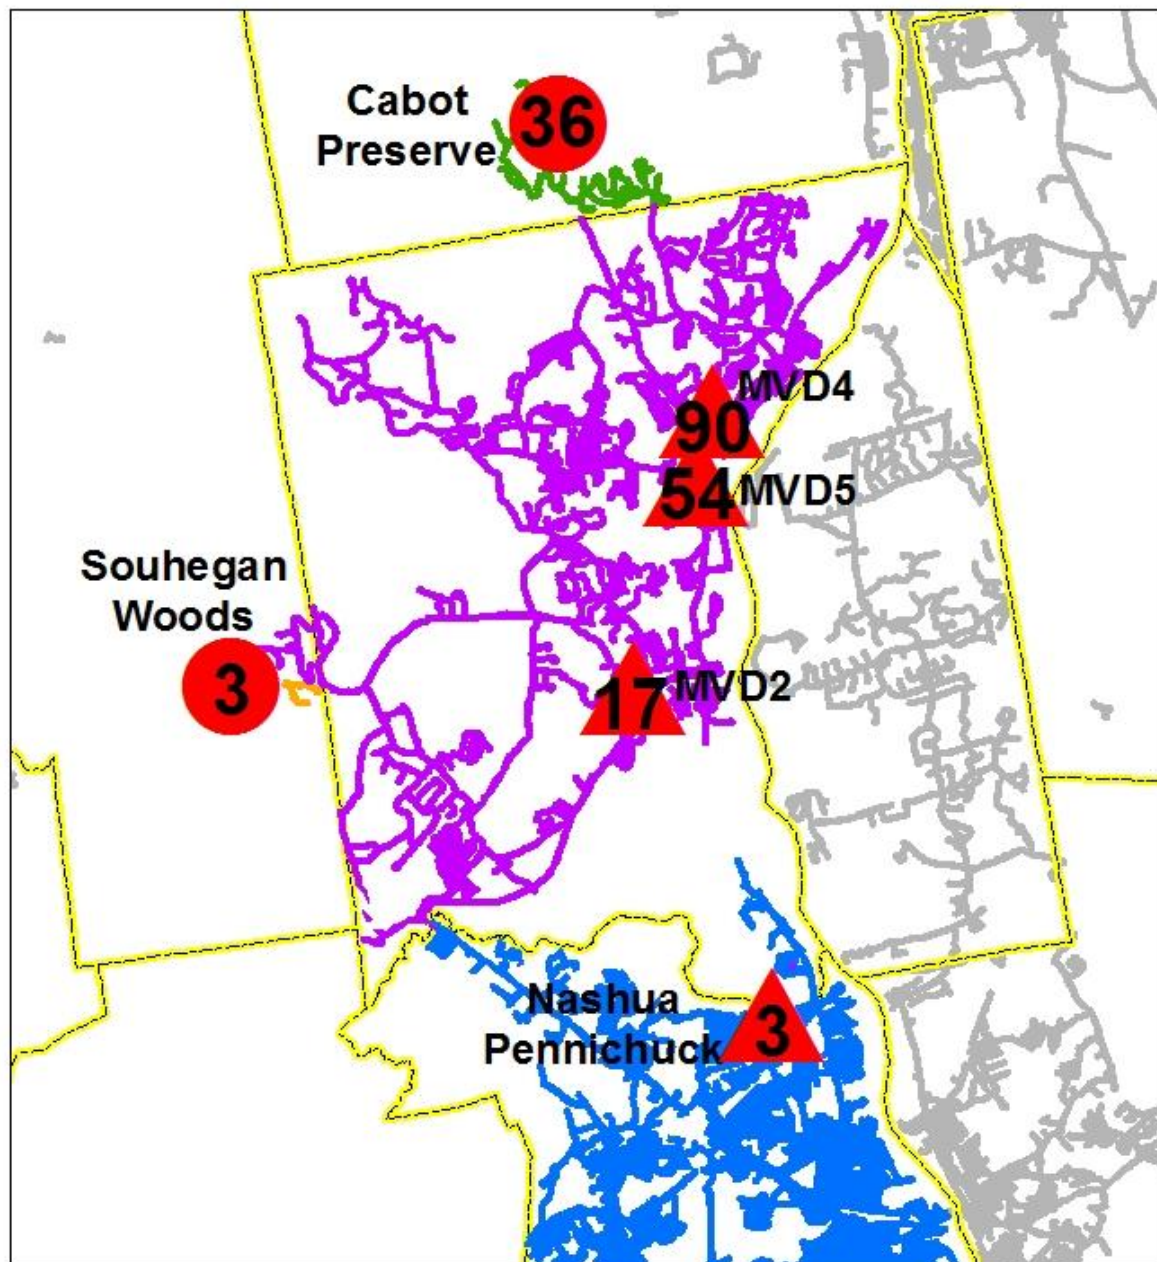 Cabot
Preserve
36
MVD4
90
54
MVD5
Souhegan
Woods
3
MVD2
17
Nashua
Pennichuck
3